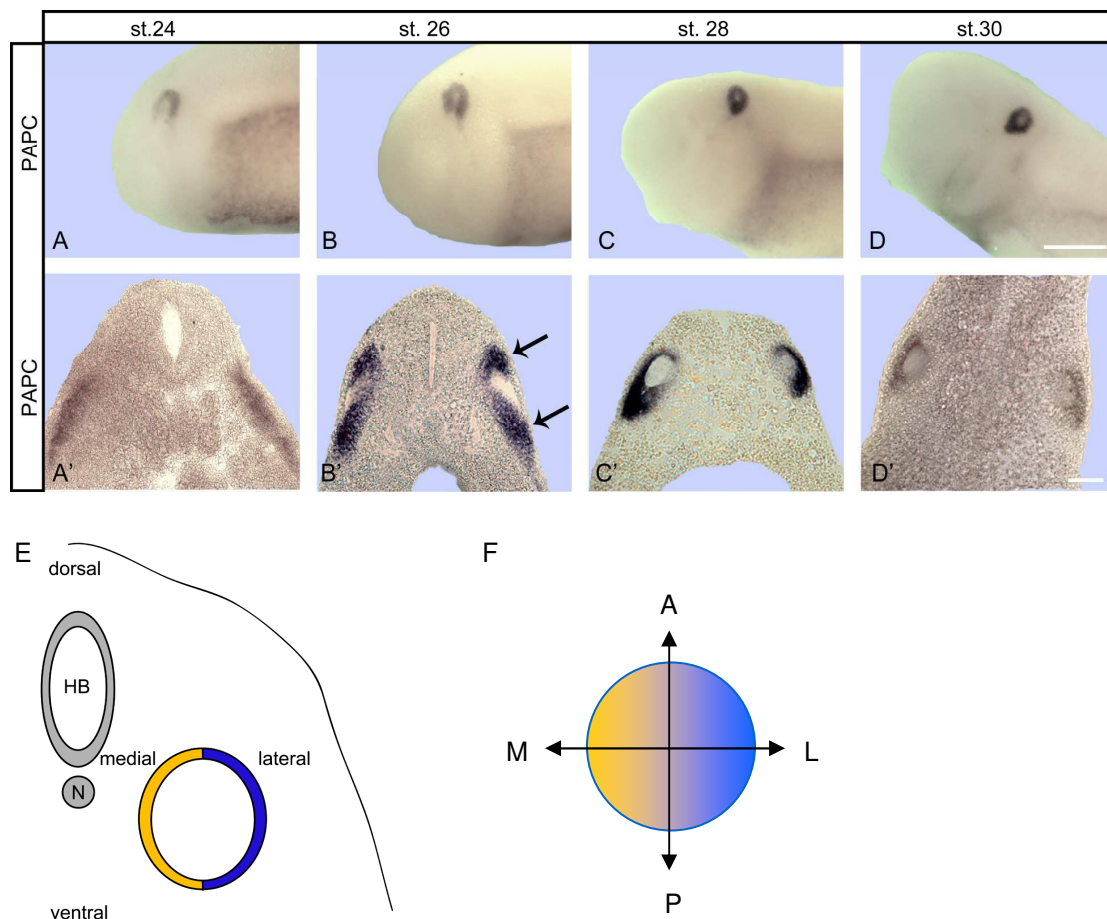 st.24 st. 26 st. 28 st.30
PAPC
A B C D
PAPC
A' B' C' D'
E F
dorsal
A
HB
medial lateral
M L
N
P
ventral